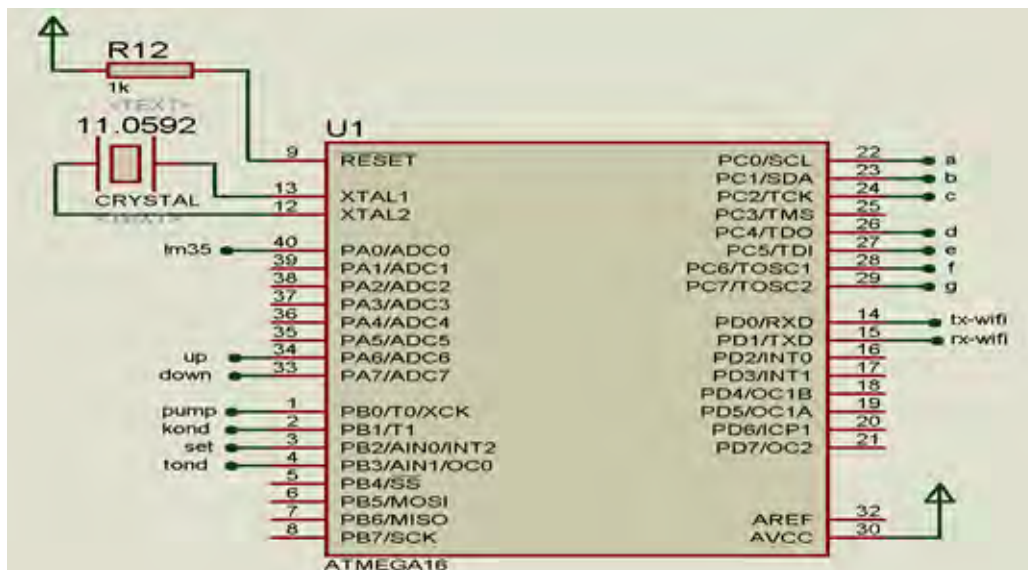 R12
1k
<TEXT>
11.0592
CRYSTAL
<TEXT>
U1
9 RESET
13 XTAL1
12 XTAL2
lm35 40 PA0/ADC0
39 PA1/ADC1
38 PA2/ADC2
37 PA3/ADC3
36 PA4/ADC4
35 PA5/ADC5
up 34 PA6/ADC6
down 33 PA7/ADC7
pump 1 PB0/T0/XCK
kond 2 PB1/T1
set 3 PB2/AIN0/INT2
tond 4 PB3/AIN1/OC0
5 PB4/SS
6 PB5/MOSI
7 PB6/MISO
8 PB7/SCK
PC0/SCL 22 a
PC1/SDA 23 b
PC2/TCK 24 c
PC3/TMS 25
PC4/TDO 26 d
PC5/TDI 27 e
PC6/TOSC1 28 f
PC7/TOSC2 29 g
PD0/RXD 14 tx-wifi
PD1/TXD 15 rx-wifi
PD2/INT0 16
PD3/INT1 17
PD4/OC1B 18
PD5/OC1A 19
PD6/ICP1 20
PD7/OC2 21
AREF 32
AVCC 30
ATMEGA16